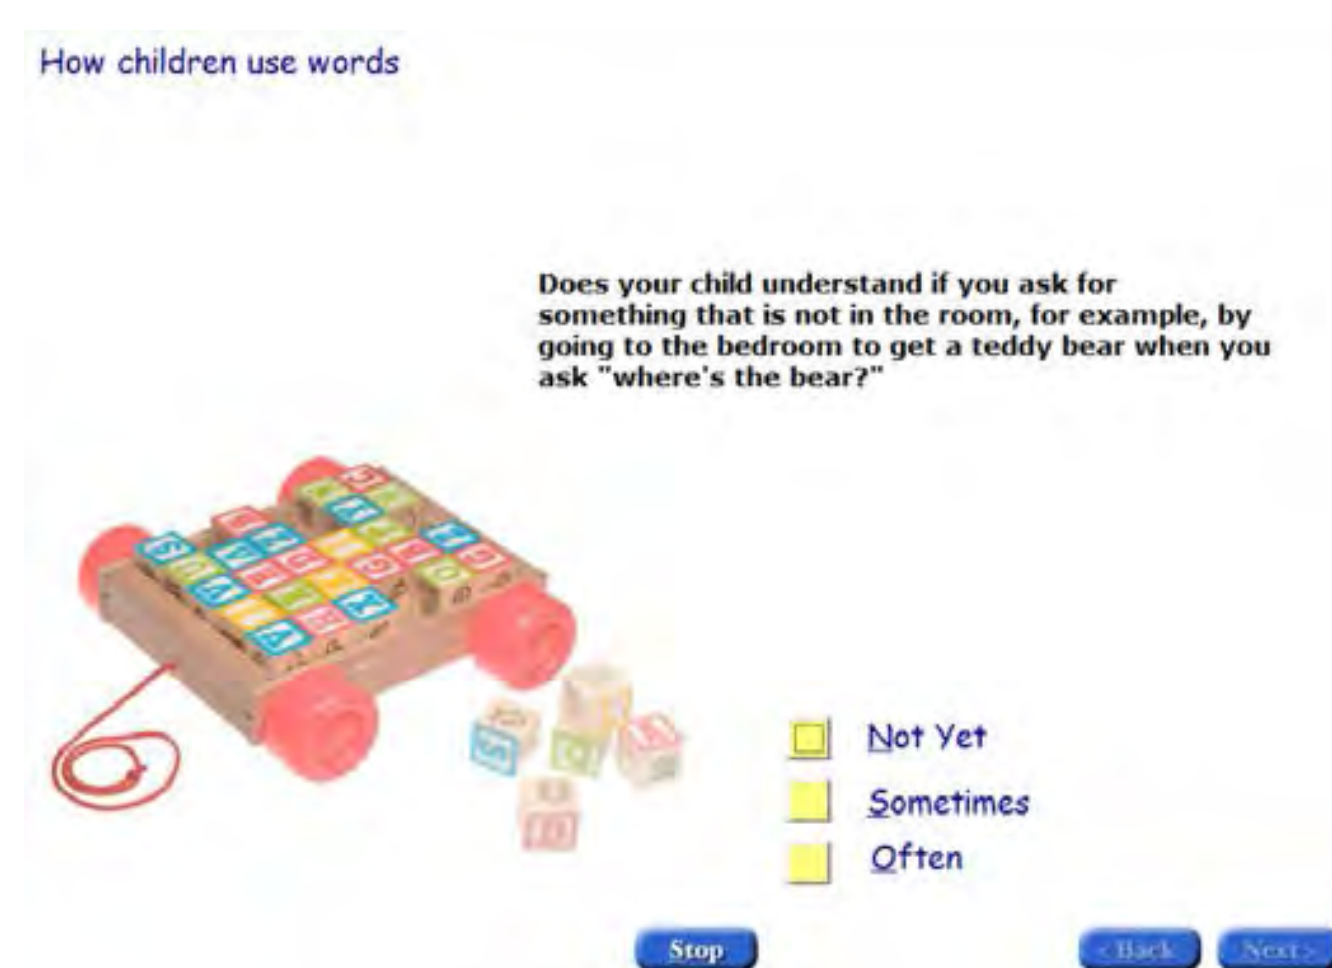 How children use words
Does your child understand if you ask for
something that is not in the room, for example, by
going to the bedroom to get a teddy bear when you
ask "where's the bear?"
Not Yet
Sometimes
Often
Stop
< Back
Next >